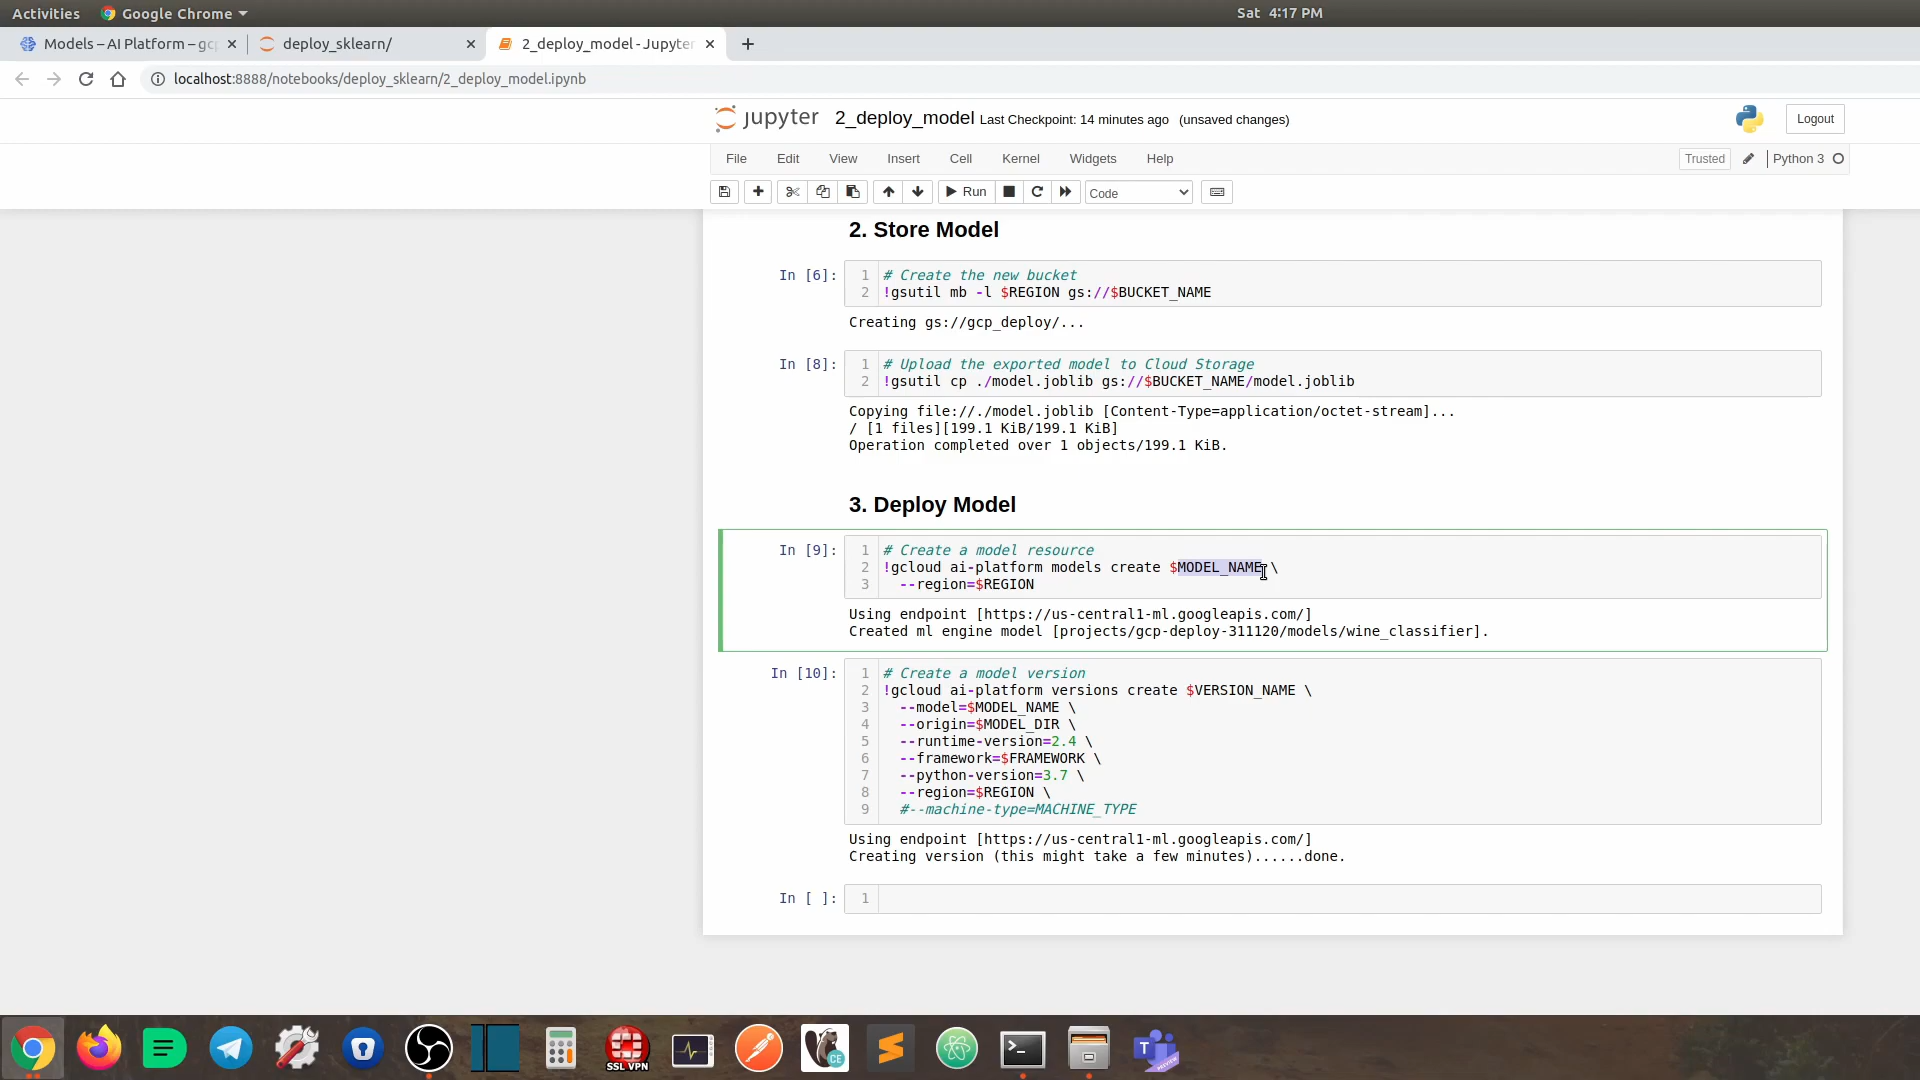 Activities Google Chrome Sat 4:17 PM
Models – AI Platform – gcp deploy_sklearn/ 2_deploy_model - Jupyter
localhost:8888/notebooks/deploy_sklearn/2_deploy_model.ipynb
jupyter 2_deploy_model Last Checkpoint: 14 minutes ago (unsaved changes) Logout
File Edit View Insert Cell Kernel Widgets Help Trusted Python 3
Run Code
2. Store Model
In [6]: 1 # Create the new bucket
2 !gsutil mb -l $REGION gs://$BUCKET_NAME
Creating gs://gcp_deploy/...
In [8]: 1 # Upload the exported model to Cloud Storage
2 !gsutil cp ./model.joblib gs://$BUCKET_NAME/model.joblib
Copying file://./model.joblib [Content-Type=application/octet-stream]...
/ [1 files][199.1 KiB/199.1 KiB]
Operation completed over 1 objects/199.1 KiB.
3. Deploy Model
In [9]: 1 # Create a model resource
2 !gcloud ai-platform models create $MODEL_NAME \
3 --region=$REGION
Using endpoint [https://us-central1-ml.googleapis.com/]
Created ml engine model [projects/gcp-deploy-311120/models/wine_classifier].
In [10]: 1 # Create a model version
2 !gcloud ai-platform versions create $VERSION_NAME \
3 --model=$MODEL_NAME \
4 --origin=$MODEL_DIR \
5 --runtime-version=2.4 \
6 --framework=$FRAMEWORK \
7 --python-version=3.7 \
8 --region=$REGION \
9 #--machine-type=MACHINE_TYPE
Using endpoint [https://us-central1-ml.googleapis.com/]
Creating version (this might take a few minutes)......done.
In [ ]: 1
SSL VPN
CE
T
PREVIEW